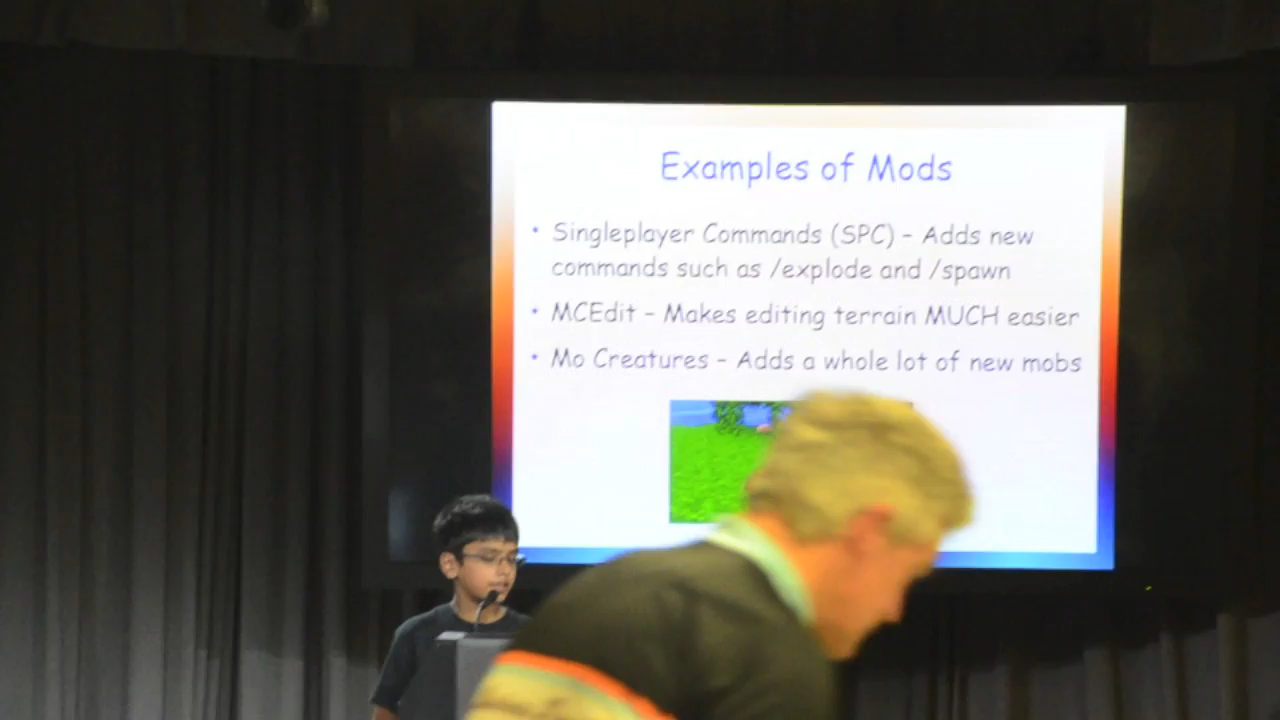 Examples of Mods
• Singleplayer Commands (SPC) – Adds new
commands such as /explode and /spawn
• MCEdit – Makes editing terrain MUCH easier
• Mo Creatures – Adds a whole lot of new mobs